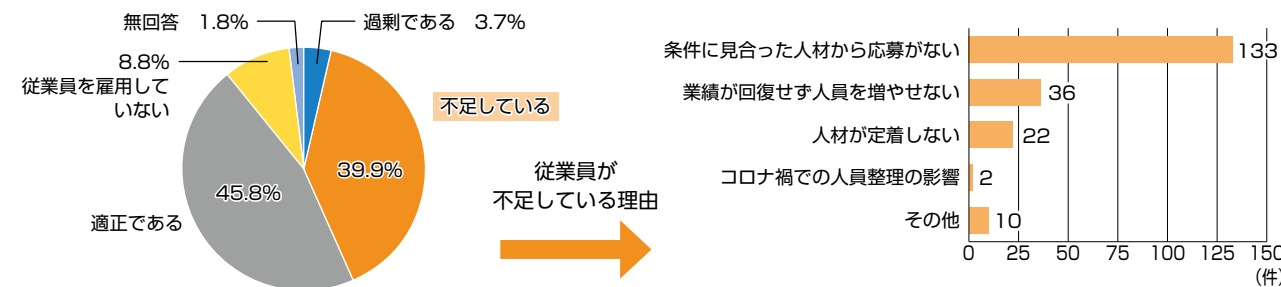 無回答 1.8%
過剰である 3.7%
8.8%
従業員を雇用して
いない
不足している
39.9%
45.8%
適正である
従業員が
不足している理由
条件に見合った人材から応募がない 133
業績が回復せず人員を増やせない 36
人材が定着しない 22
コロナ禍での人員整理の影響 2
その他 10
0 25 50 75 100 125 150
(件)